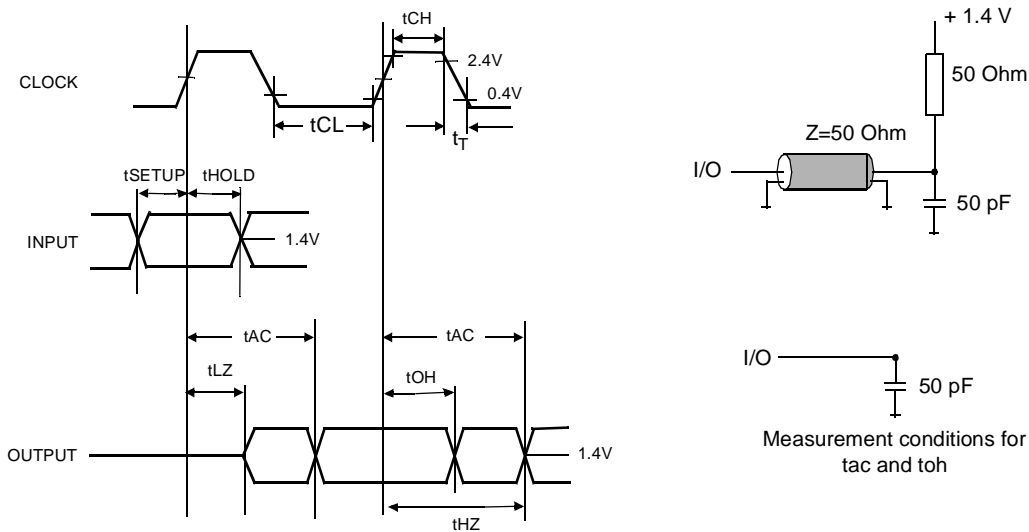 tCH
CLOCK
2.4V
0.4V
tCL
tT
tSETUP
tHOLD
INPUT
1.4V
tAC
tAC
tLZ
tOH
OUTPUT
1.4V
tHZ
+ 1.4 V
50 Ohm
Z=50 Ohm
I/O
50 pF
I/O
50 pF
Measurement conditions for
tac and toh